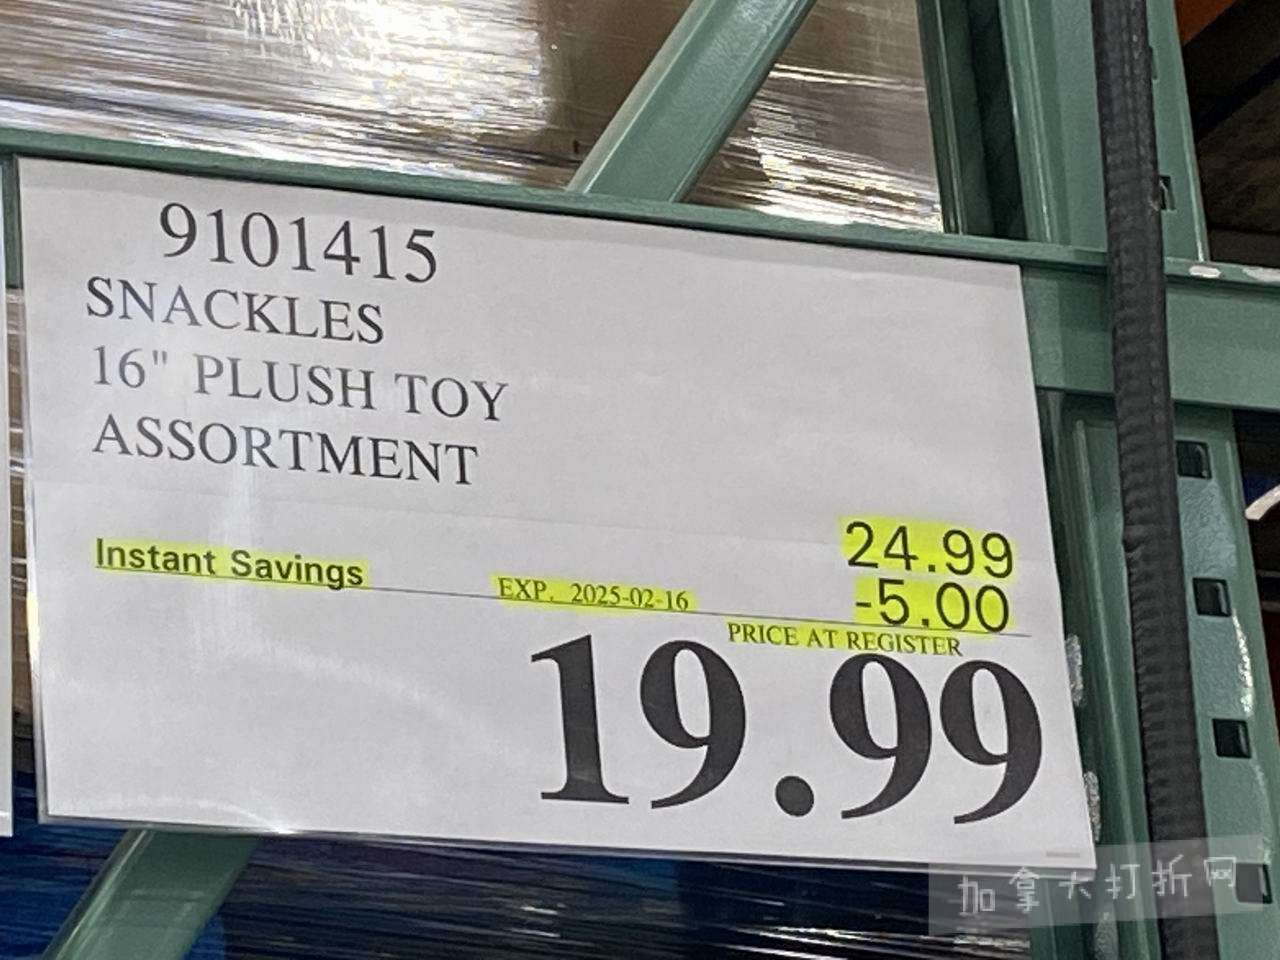 9101415
SNACKLES
16" PLUSH TOY
ASSORTMENT
24.99
Instant Savings EXP. 2025-02-16 -5.00
PRICE AT REGISTER
19.99
加拿大打折网